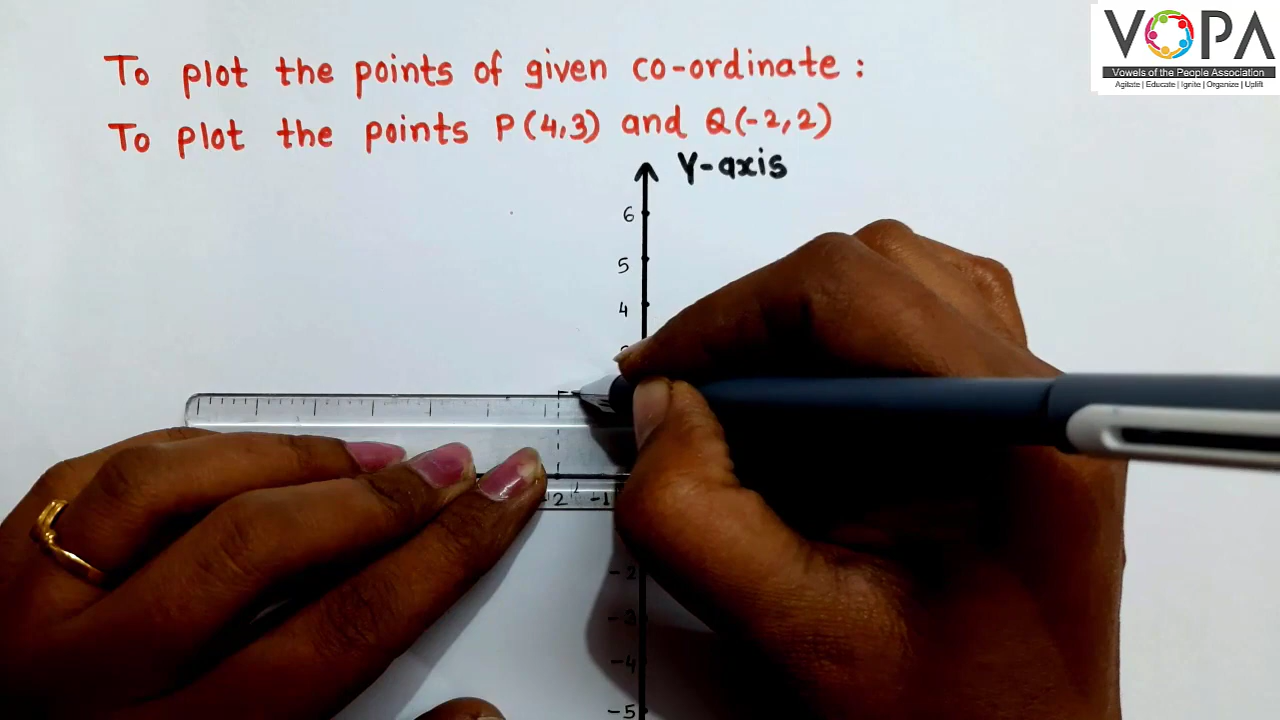 VOPA
Vowels of the People Association
Agitate | Educate | Ignite | Organize | Uplift
To plot the points of given co-ordinate :
To plot the points P(4,3) and Q(-2,2)
Y-axis
6
5
4
-2 -1
-2
-3
-4
-5